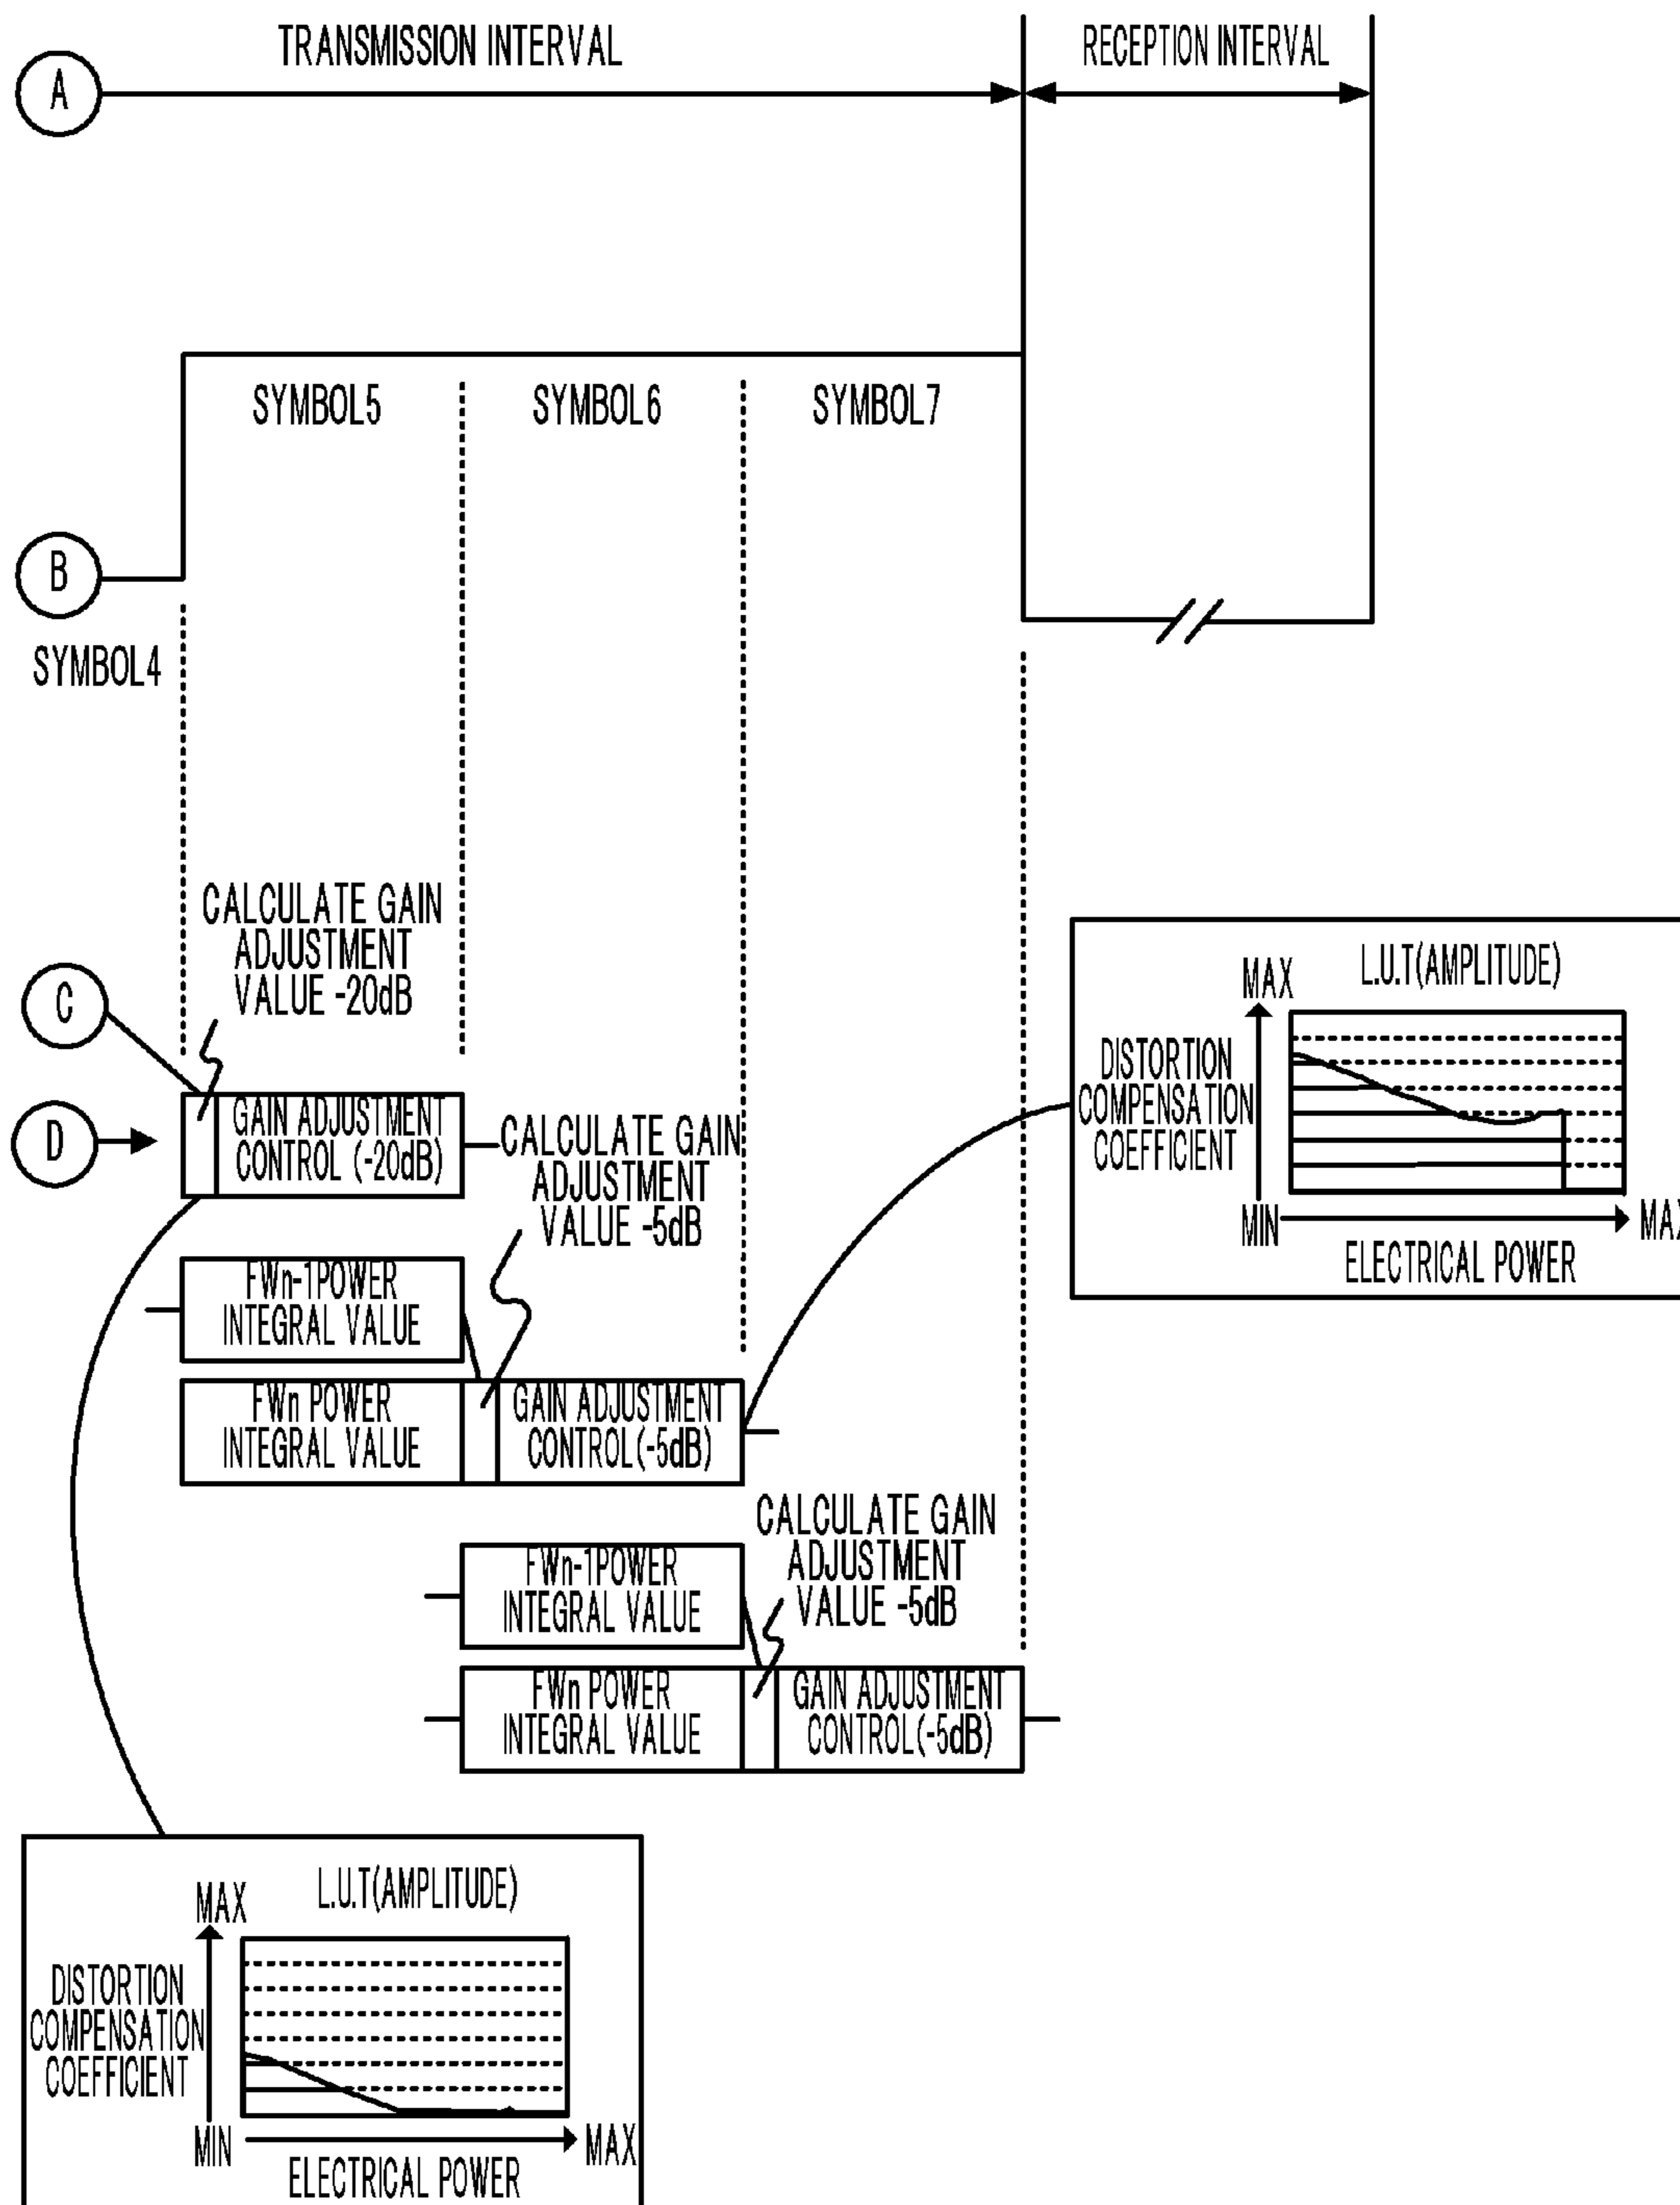 TRANSMISSION INTERVAL
RECEPTION INTERVAL
A
SYMBOL5
SYMBOL6
SYMBOL7
B
SYMBOL4
CALCULATE GAIN
ADJUSTMENT
VALUE -20dB
C
D
GAIN ADJUSTMENT
CONTROL (-20dB)
CALCULATE GAIN
ADJUSTMENT
VALUE -5dB
L.U.T(AMPLITUDE)
MAX
DISTORTION
COMPENSATION
COEFFICIENT
MIN
MAX
ELECTRICAL POWER
FWn-1POWER
INTEGRAL VALUE
FWn POWER
INTEGRAL VALUE
GAIN ADJUSTMENT
CONTROL(-5dB)
CALCULATE GAIN
ADJUSTMENT
VALUE -5dB
FWn-1POWER
INTEGRAL VALUE
FWn POWER
INTEGRAL VALUE
GAIN ADJUSTMENT
CONTROL(-5dB)
L.U.T(AMPLITUDE)
MAX
DISTORTION
COMPENSATION
COEFFICIENT
MIN
MAX
ELECTRICAL POWER